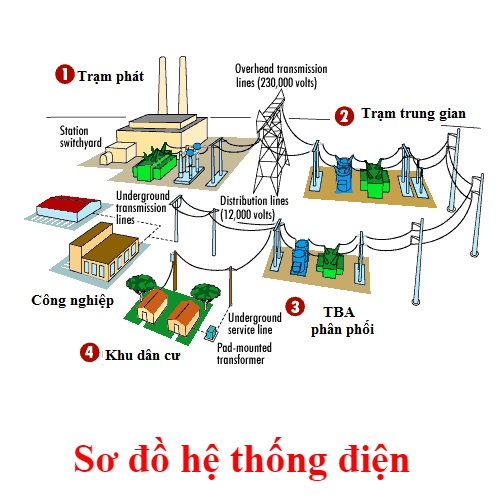 1 Trạm phát
Overhead transmission
lines (230,000 volts)
2 Trạm trung gian
Station
switchyard
Underground
transmission
lines
Distribution lines
(12,000 volts)
Công nghiệp
3 TBA
phân phối
Underground
service line
4 Khu dân cư
Pad-mounted
transformer
Sơ đồ hệ thống điện